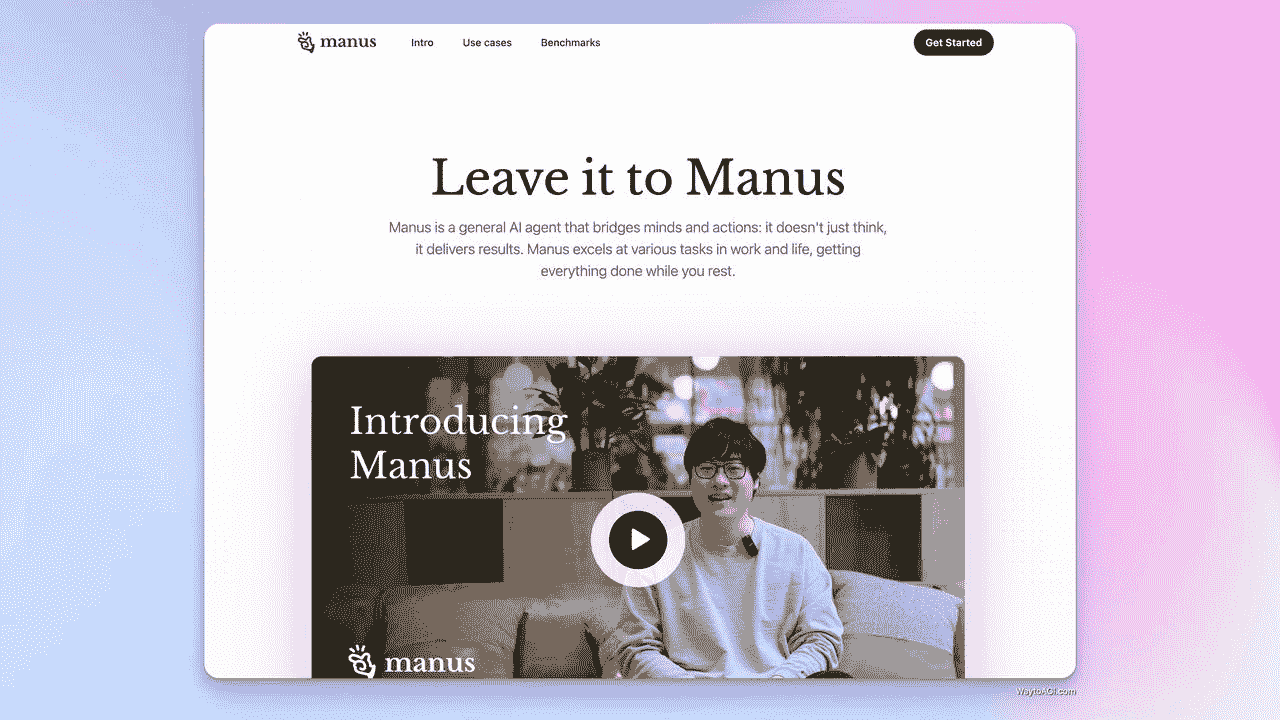 manus
Intro
Use cases
Benchmarks
Get Started
Leave it to Manus
Manus is a general AI agent that bridges minds and actions: it doesn't just think,
it delivers results. Manus excels at various tasks in work and life, getting
everything done while you rest.
Introducing
Manus
manus
WaytoAGI.com